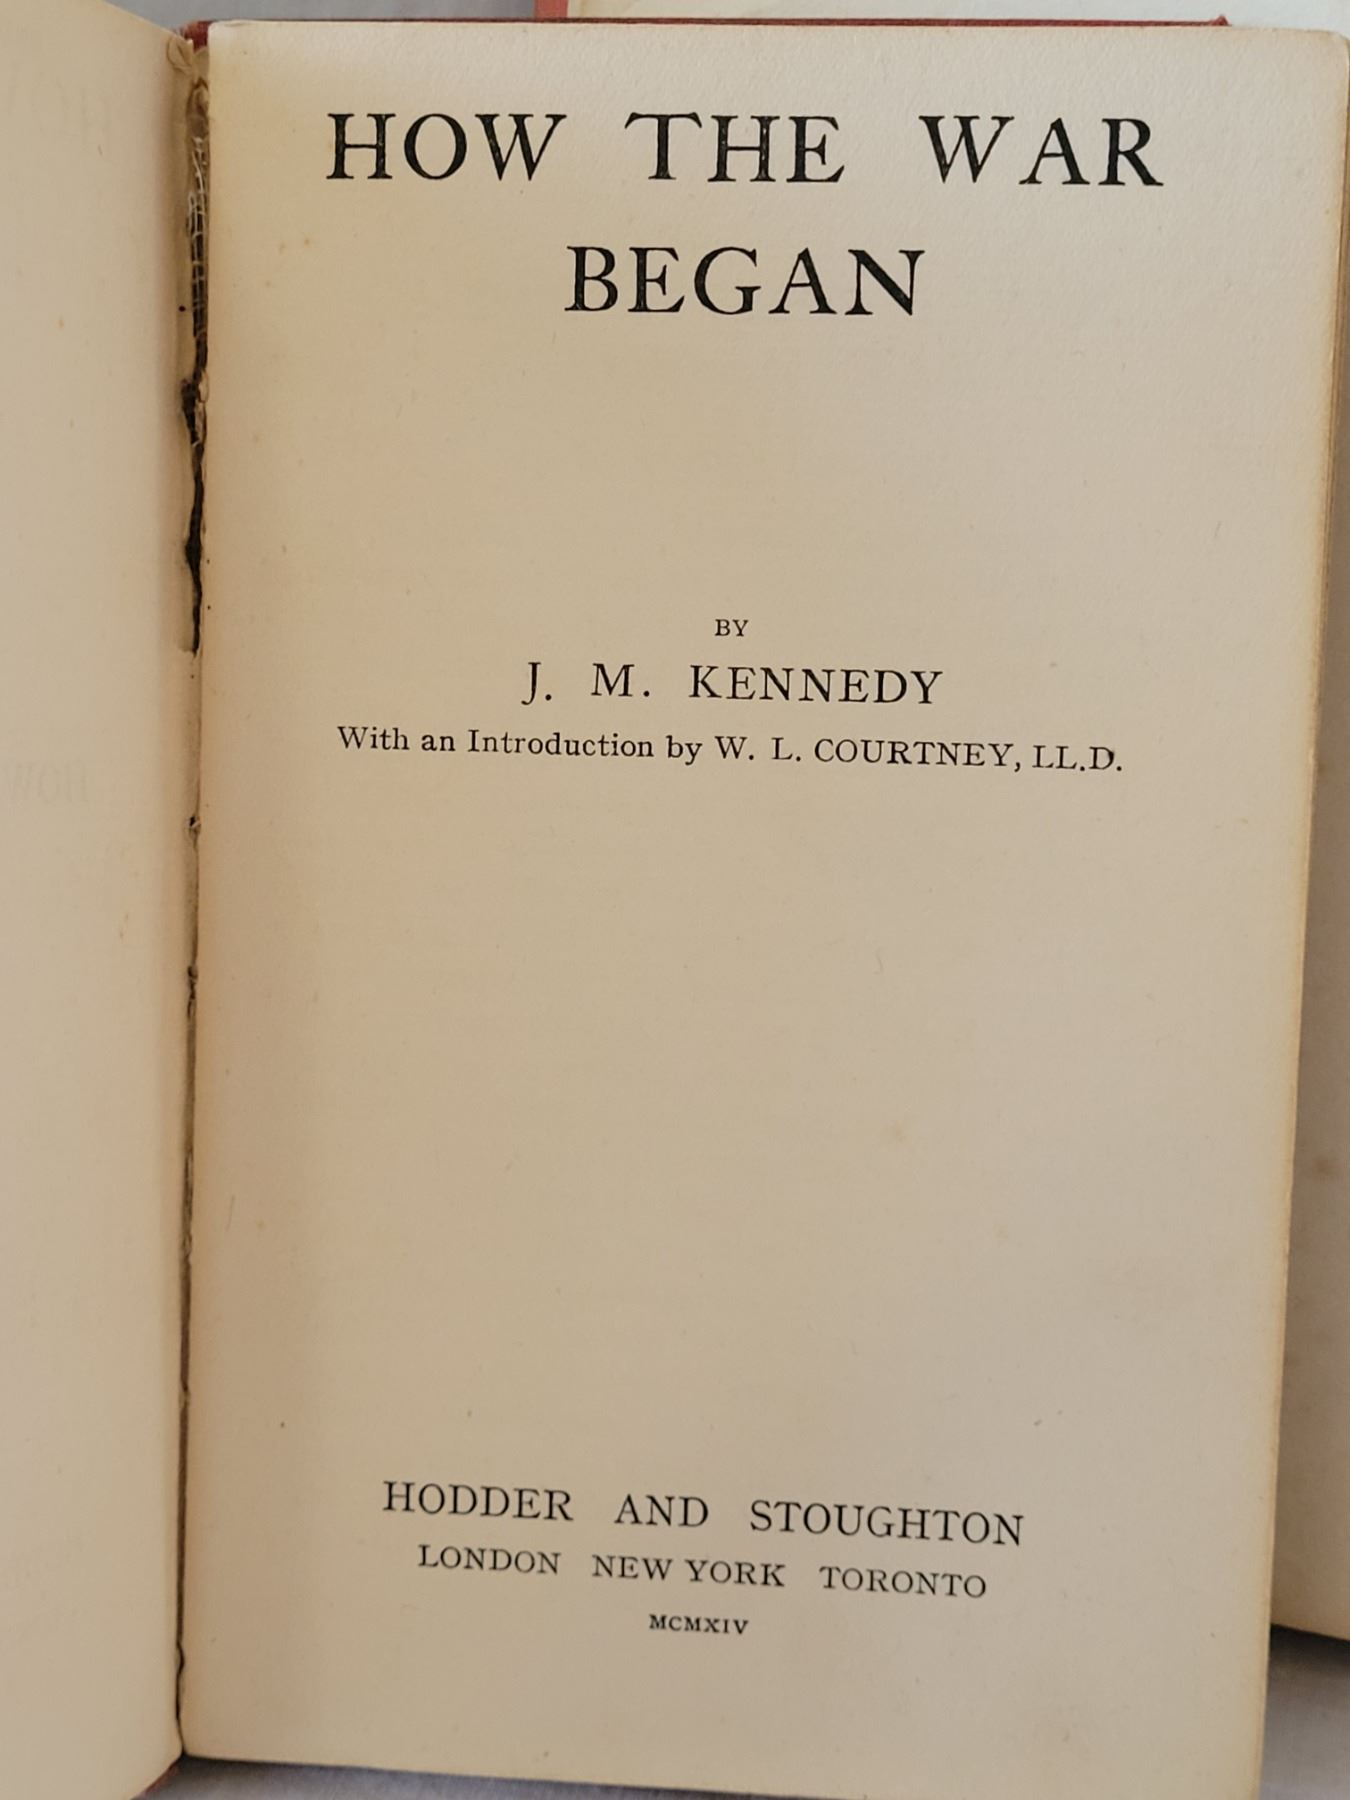 HOW THE WAR
BEGAN
BY
J. M. KENNEDY
With an Introduction by W. L. COURTNEY, LL.D.
HODDER AND STOUGHTON
LONDON NEW YORK TORONTO
MCMXIV